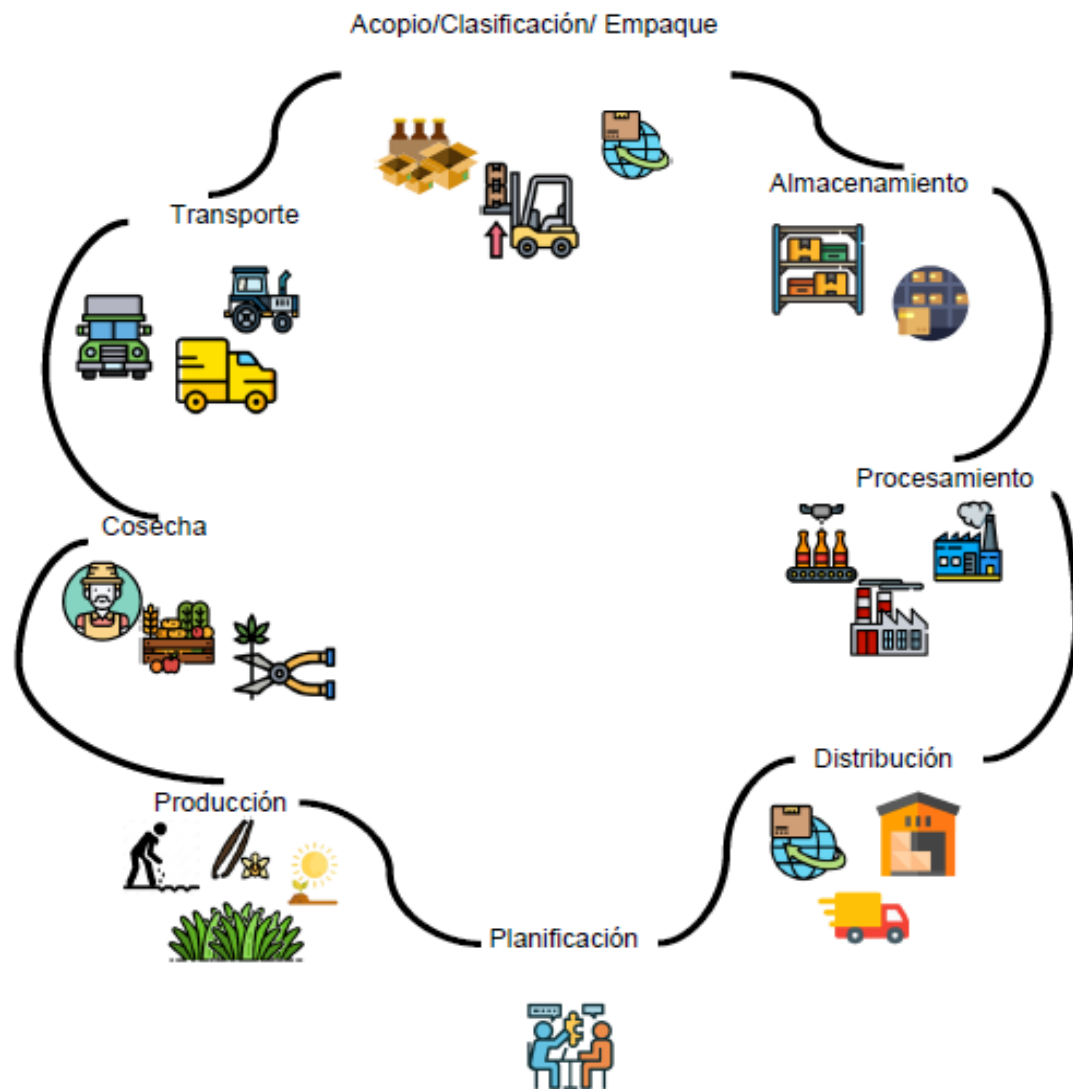 Acopio/Clasificación/ Empaque
Almacenamiento
Transporte
Procesamiento
Cosecha
Distribución
Producción
Planificación